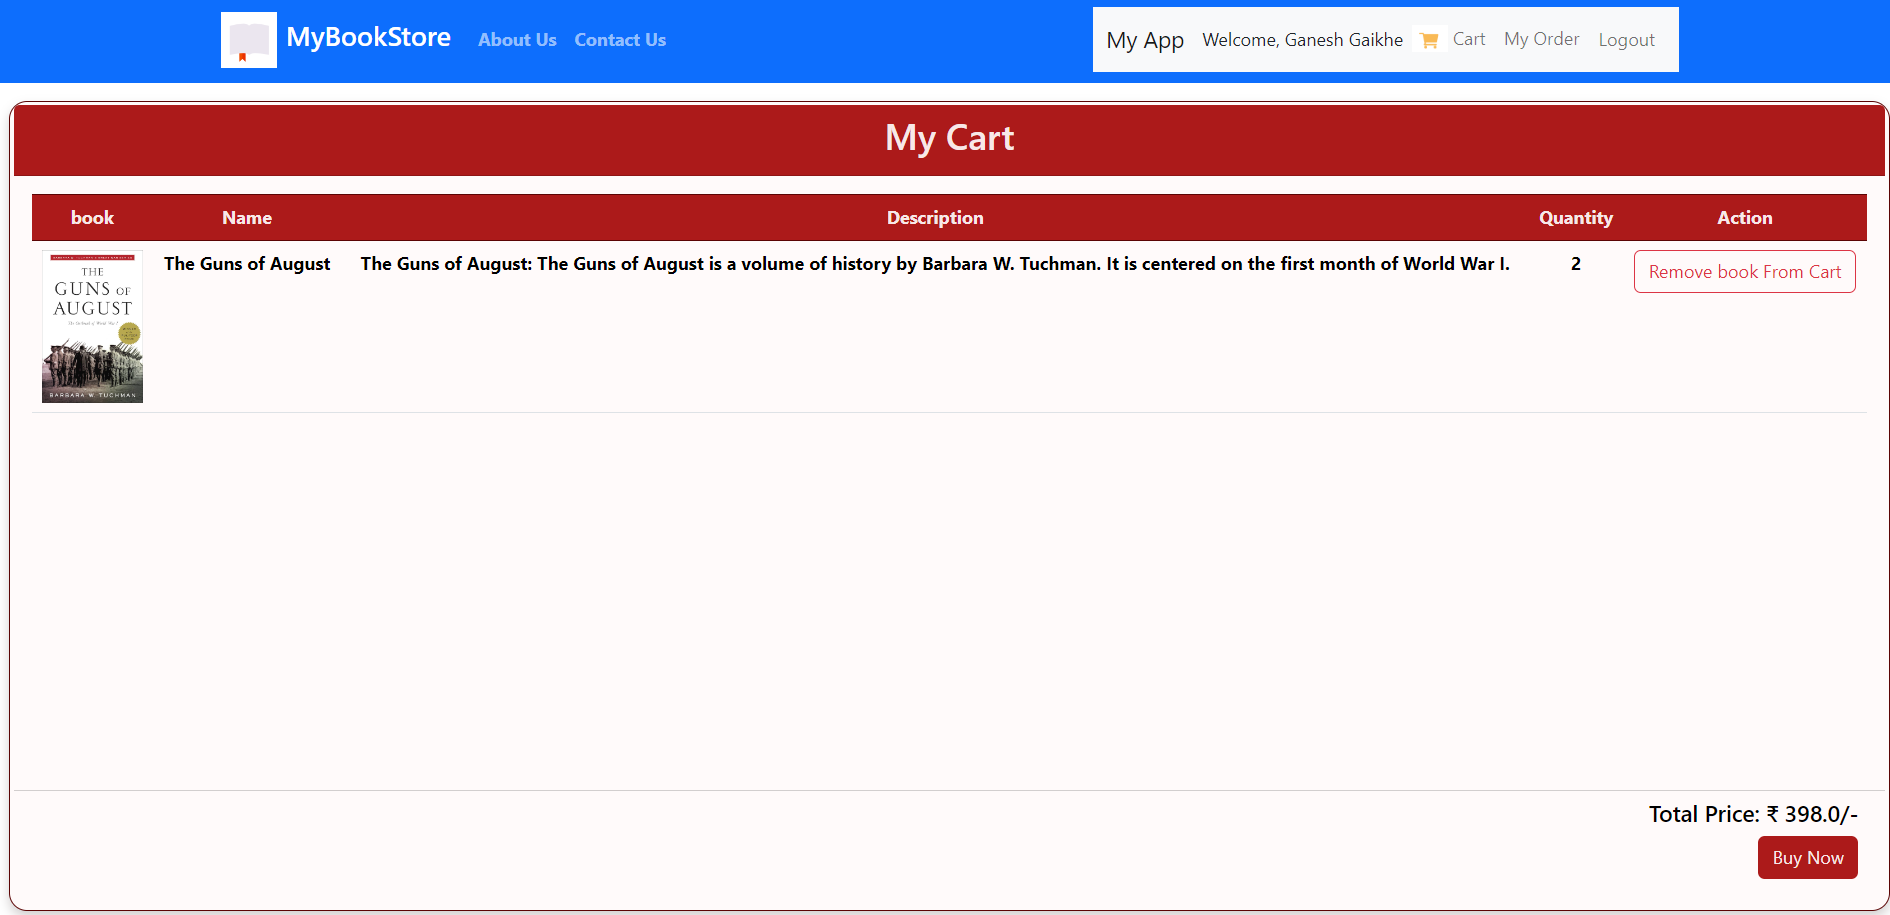 MyBookStore About Us Contact Us My App Welcome, Ganesh Gaikhe Cart My Order Logout
My Cart
book Name Description Quantity Action
The Guns of August The Guns of August: The Guns of August is a volume of history by Barbara W. Tuchman. It is centered on the first month of World War I. 2 Remove book From Cart
THE
GUNS OF
AUGUST
BARBARA W. TUCHMAN
Total Price: ₹ 398.0/-
Buy Now